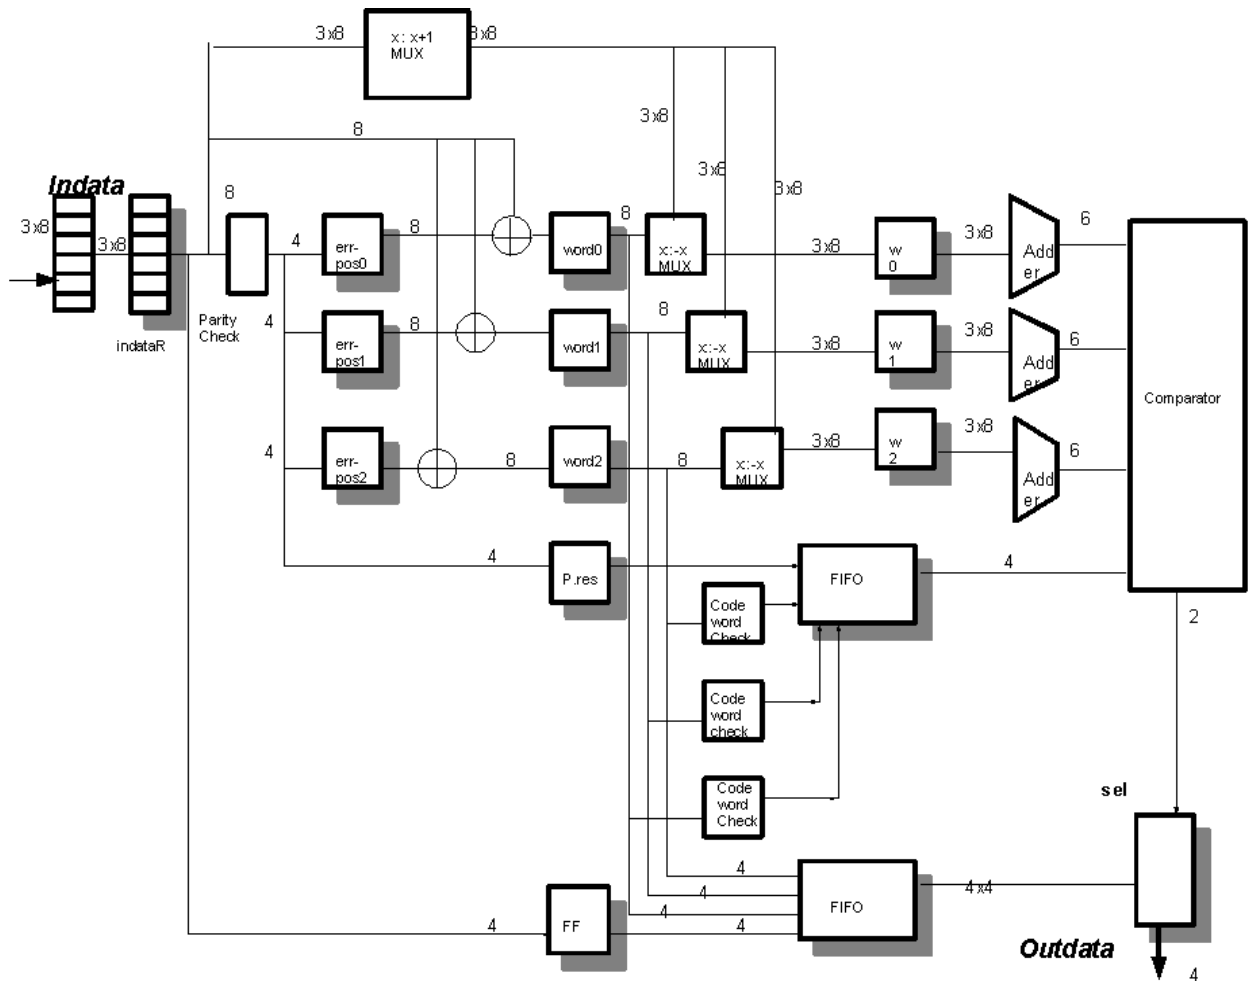 3x8
x: x+1
MUX
3x8
3x8
8
3x8
3x8
Indata
8
3x8
3x8
indataR
Parity
Check
4
err-
pos0
8
word0
8
x:-x
MUX
3x8
w
0
3x8
Add
er
6
4
err-
pos1
8
word1
8
x:-x
MUX
3x8
w
1
3x8
Add
er
6
Comparator
4
err-
pos2
8
word2
8
x:-x
MUX
3x8
w
2
3x8
Add
er
6
4
P.res
FIFO
4
Code
word
Check
2
Code
word
check
Code
word
Check
sel
4
4
4
4
FF
4
FIFO
4x4
Outdata
4